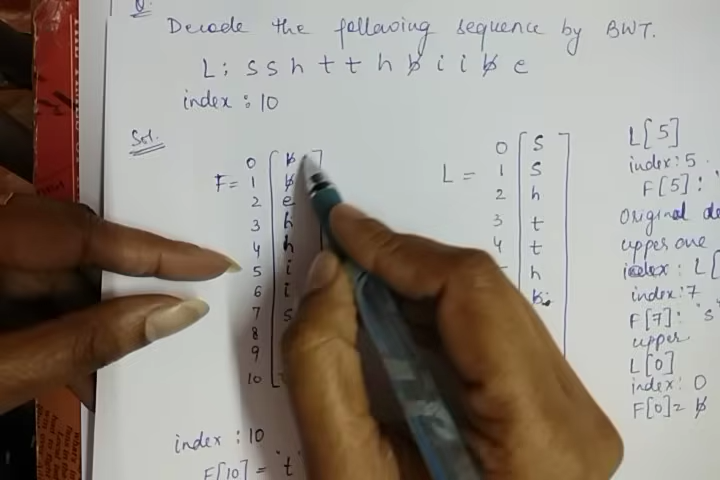 Q.
Decode the following sequence by BWT.
L: s s h t t h b̸ i i b̸ e
index : 10
Sol.
F =
0 b̸
1 b̸
2 e
3 h
4 h
5 i
6 i
7 s
8
9
10
L =
0 s
1 s
2 h
3 t
4 t
h
b̸
L[5]
index: 5
F[5]: '
Original
upper one
index: L[
index: 7
F[7]: 's'
upper
L[0]
index: 0
F[0] = b̸
index : 10
F[10] = 't'